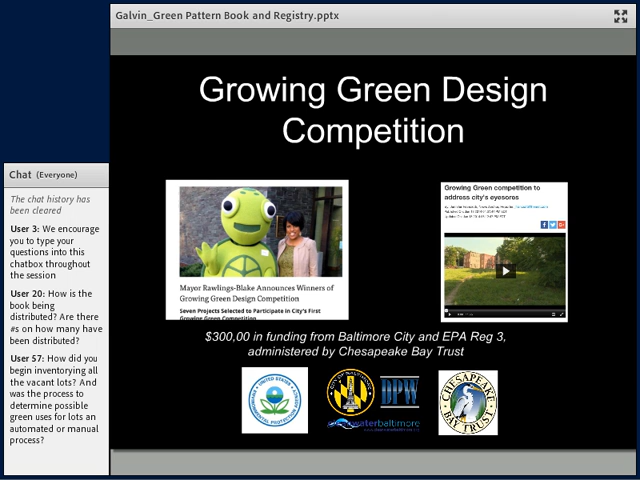 Galvin_Green Pattern Book and Registry.pptx
Growing Green Design
Competition
Mayor Rawlings-Blake Announces Winners of
Growing Green Design Competition
Seven Projects Selected to Participate in City's First
Growing Green Competition
Growing Green competition to
address city's eyesores
$300,00 in funding from Baltimore City and EPA Reg 3,
administered by Chesapeake Bay Trust
UNITED STATES
CITY OF BALTIMORE
DPW
CHESAPEAKE
BAY TRUST
Chat (Everyone)
The chat history has
been cleared
User 3: We encourage
you to type your
questions into this
chatbox throughout
the session
User 20: How is the
book being
distributed? Are there
#s on how many have
been distributed?
User 57: How did you
begin inventorying all
the vacant lots? And
was the process to
determine possible
green uses for lots an
automated or manual
process?